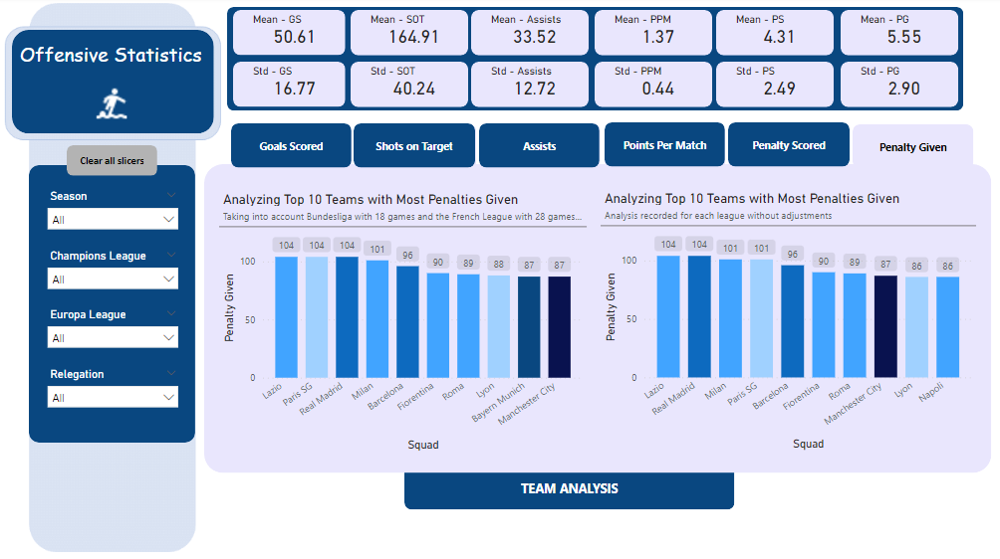 Offensive Statistics
Mean - GS
50.61
Mean - SOT
164.91
Mean - Assists
33.52
Mean - PPM
1.37
Mean - PS
4.31
Mean - PG
5.55
Std - GS
16.77
Std - SOT
40.24
Std - Assists
12.72
Std - PPM
0.44
Std - PS
2.49
Std - PG
2.90
Clear all slicers
Season
All
Champions League
All
Europa League
All
Relegation
All
Goals Scored
Shots on Target
Assists
Points Per Match
Penalty Scored
Penalty Given
Analyzing Top 10 Teams with Most Penalties Given
Taking into account Bundesliga with 18 games and the French League with 28 games...
Penalty Given
100
50
0
104
104
104
101
96
90
89
88
87
87
Lazio
Paris SG
Real Madrid
Milan
Barcelona
Fiorentina
Roma
Lyon
Bayern Munich
Manchester City
Squad
Analyzing Top 10 Teams with Most Penalties Given
Analysis recorded for each league without adjustments
Penalty Given
100
50
0
104
104
101
101
96
90
89
87
86
86
Lazio
Real Madrid
Milan
Paris SG
Barcelona
Fiorentina
Roma
Manchester City
Lyon
Napoli
Squad
TEAM ANALYSIS